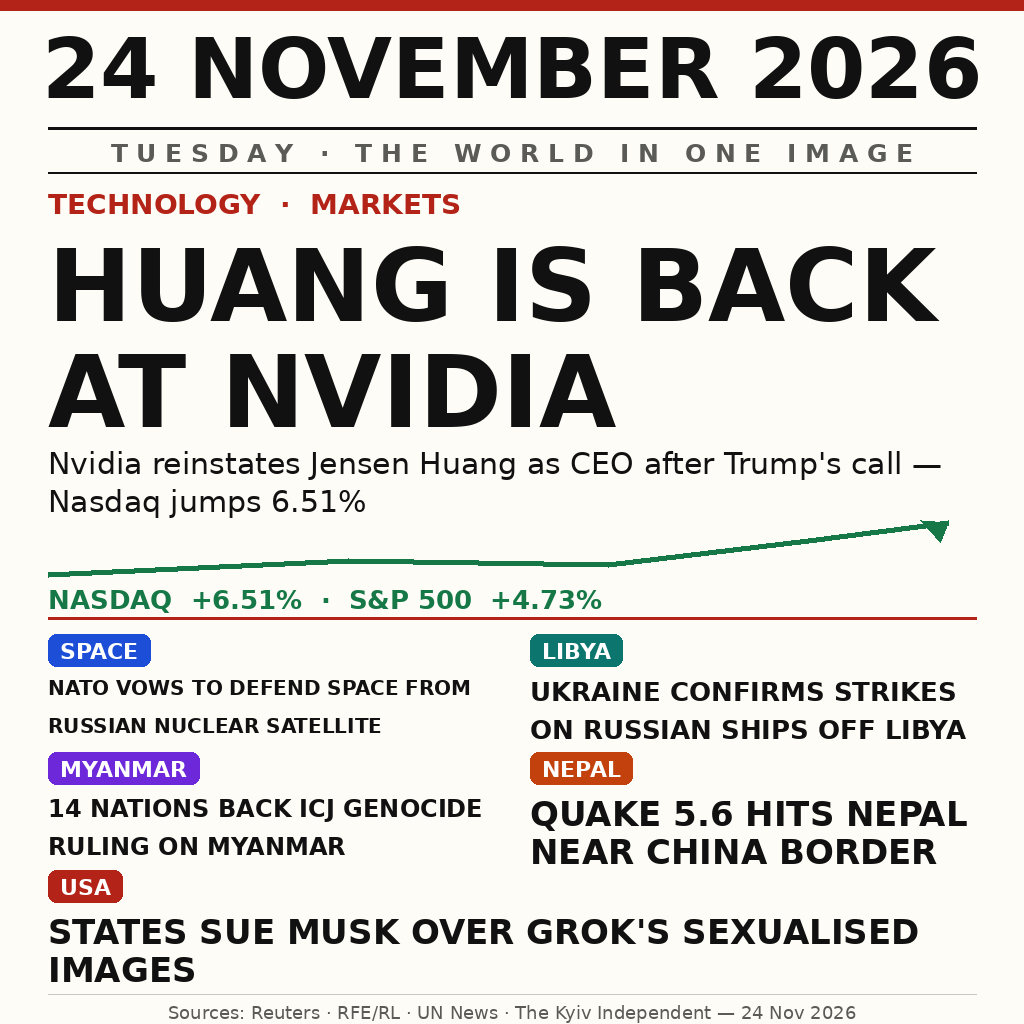 24 NOVEMBER 2026
TUESDAY · THE WORLD IN ONE IMAGE
TECHNOLOGY · MARKETS
HUANG IS BACK
AT NVIDIA
Nvidia reinstates Jensen Huang as CEO after Trump's call —
Nasdaq jumps 6.51%
NASDAQ +6.51% · S&P 500 +4.73%
SPACE
NATO VOWS TO DEFEND SPACE FROM
RUSSIAN NUCLEAR SATELLITE
LIBYA
UKRAINE CONFIRMS STRIKES
ON RUSSIAN SHIPS OFF LIBYA
MYANMAR
14 NATIONS BACK ICJ GENOCIDE
RULING ON MYANMAR
NEPAL
QUAKE 5.6 HITS NEPAL
NEAR CHINA BORDER
USA
STATES SUE MUSK OVER GROK'S SEXUALISED
IMAGES
Sources: Reuters · RFE/RL · UN News · The Kyiv Independent — 24 Nov 2026